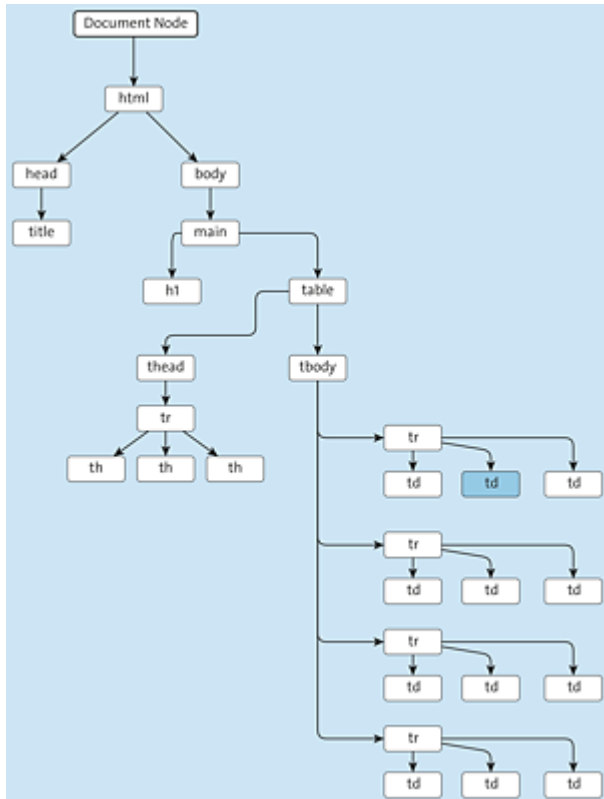 Document Node
html
head body
title main
h1 table
thead tbody
tr
th th th
tr
td td td
tr
td td td
tr
td td td
tr
td td td